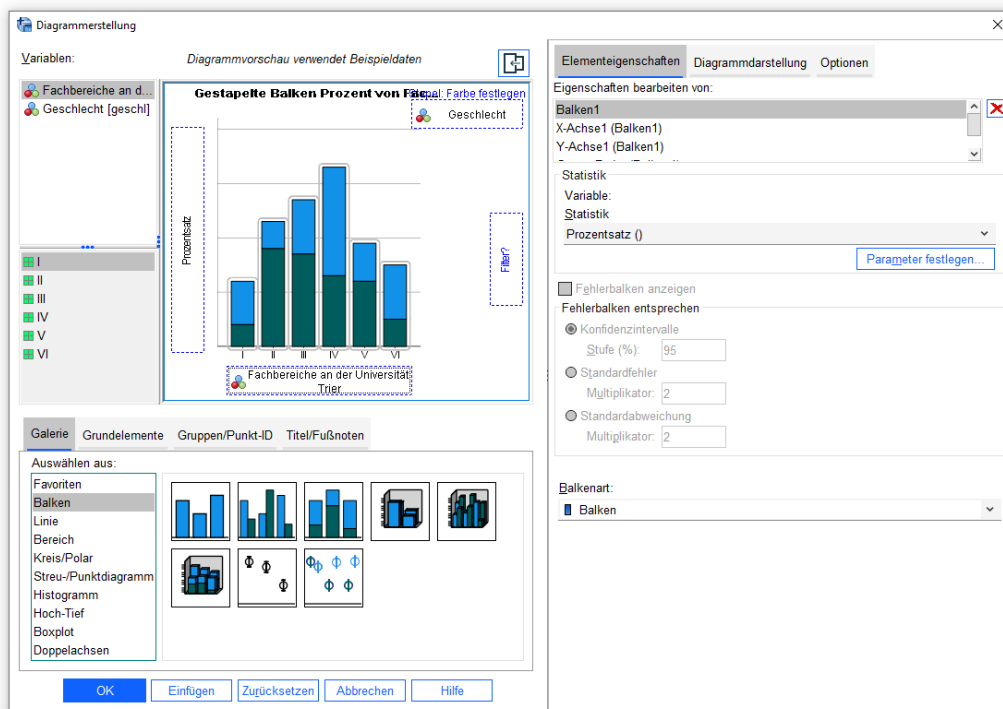 Diagrammerstellung
Variablen:
Diagrammvorschau verwendet Beispieldaten
Fachbereiche an d...
Geschlecht [geschl]
I
II
III
IV
V
VI
Gestapelte Balken Prozent von Fac...
Stapel: Farbe festlegen
Geschlecht
Prozentsatz
Filter?
I II III IV V VI
Fachbereiche an der Universität
Trier
Galerie Grundelemente Gruppen/Punkt-ID Titel/Fußnoten
Auswählen aus:
Favoriten
Balken
Linie
Bereich
Kreis/Polar
Streu-/Punktdiagramm
Histogramm
Hoch-Tief
Boxplot
Doppelachsen
OK Einfügen Zurücksetzen Abbrechen Hilfe
Elementeigenschaften Diagrammdarstellung Optionen
Eigenschaften bearbeiten von:
Balken1
X-Achse1 (Balken1)
Y-Achse1 (Balken1)
Statistik
Variable:
Statistik
Prozentsatz ()
Parameter festlegen...
Fehlerbalken anzeigen
Fehlerbalken entsprechen
Konfidenzintervalle
Stufe (%): 95
Standardfehler
Multiplikator: 2
Standardabweichung
Multiplikator: 2
Balkenart:
Balken